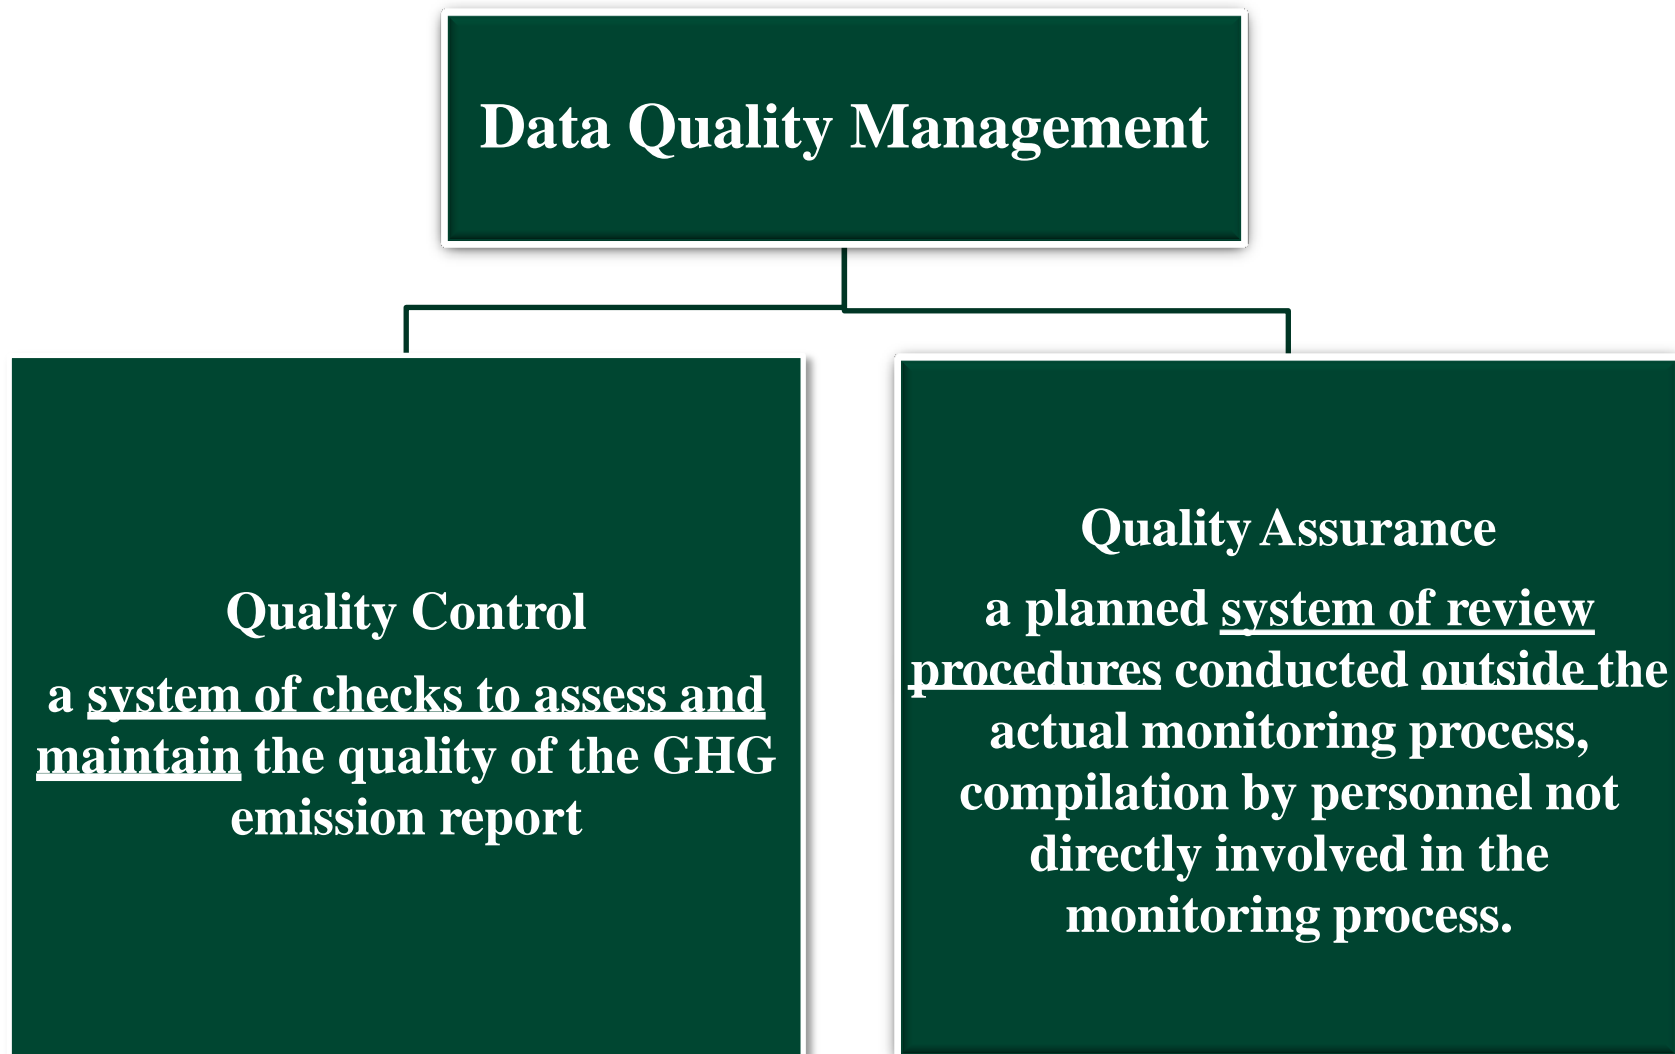 Data Quality Management
Quality Control
a system of checks to assess and
maintain the quality of the GHG
emission report
Quality Assurance
a planned system of review
procedures conducted outside the
actual monitoring process,
compilation by personnel not
directly involved in the
monitoring process.